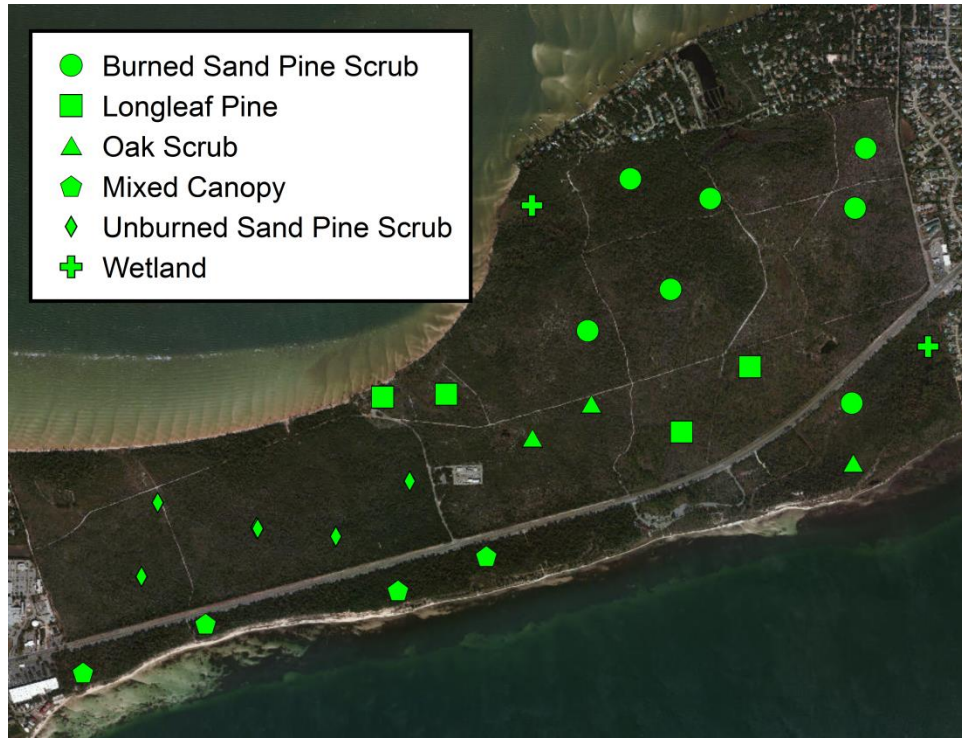 Burned Sand Pine Scrub
Longleaf Pine
Oak Scrub
Mixed Canopy
Unburned Sand Pine Scrub
Wetland